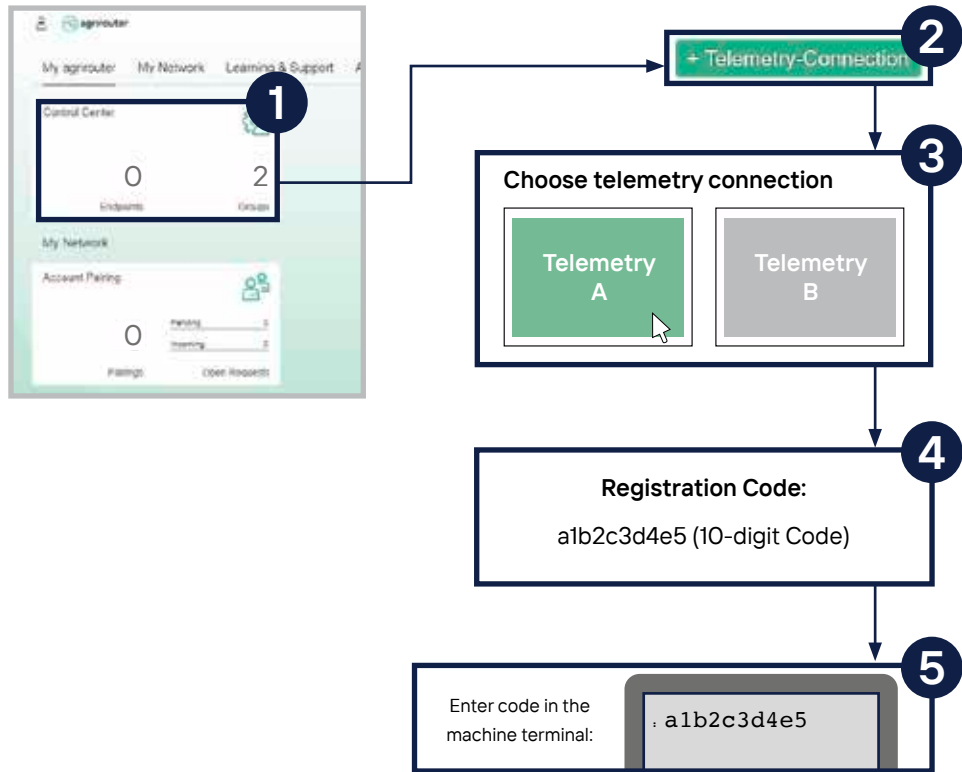 agrirouter
My agrirouter My Network Learning & Support A
Control Center
1
0 2
Endpoints Groups
My Network
Account Pairing
0
Pending
Incoming
Pairings Open Requests
2
+ Telemetry-Connection
3
Choose telemetry connection
Telemetry
A
Telemetry
B
4
Registration Code:
a1b2c3d4e5 (10-digit Code)
5
Enter code in the
machine terminal:
: a1b2c3d4e5